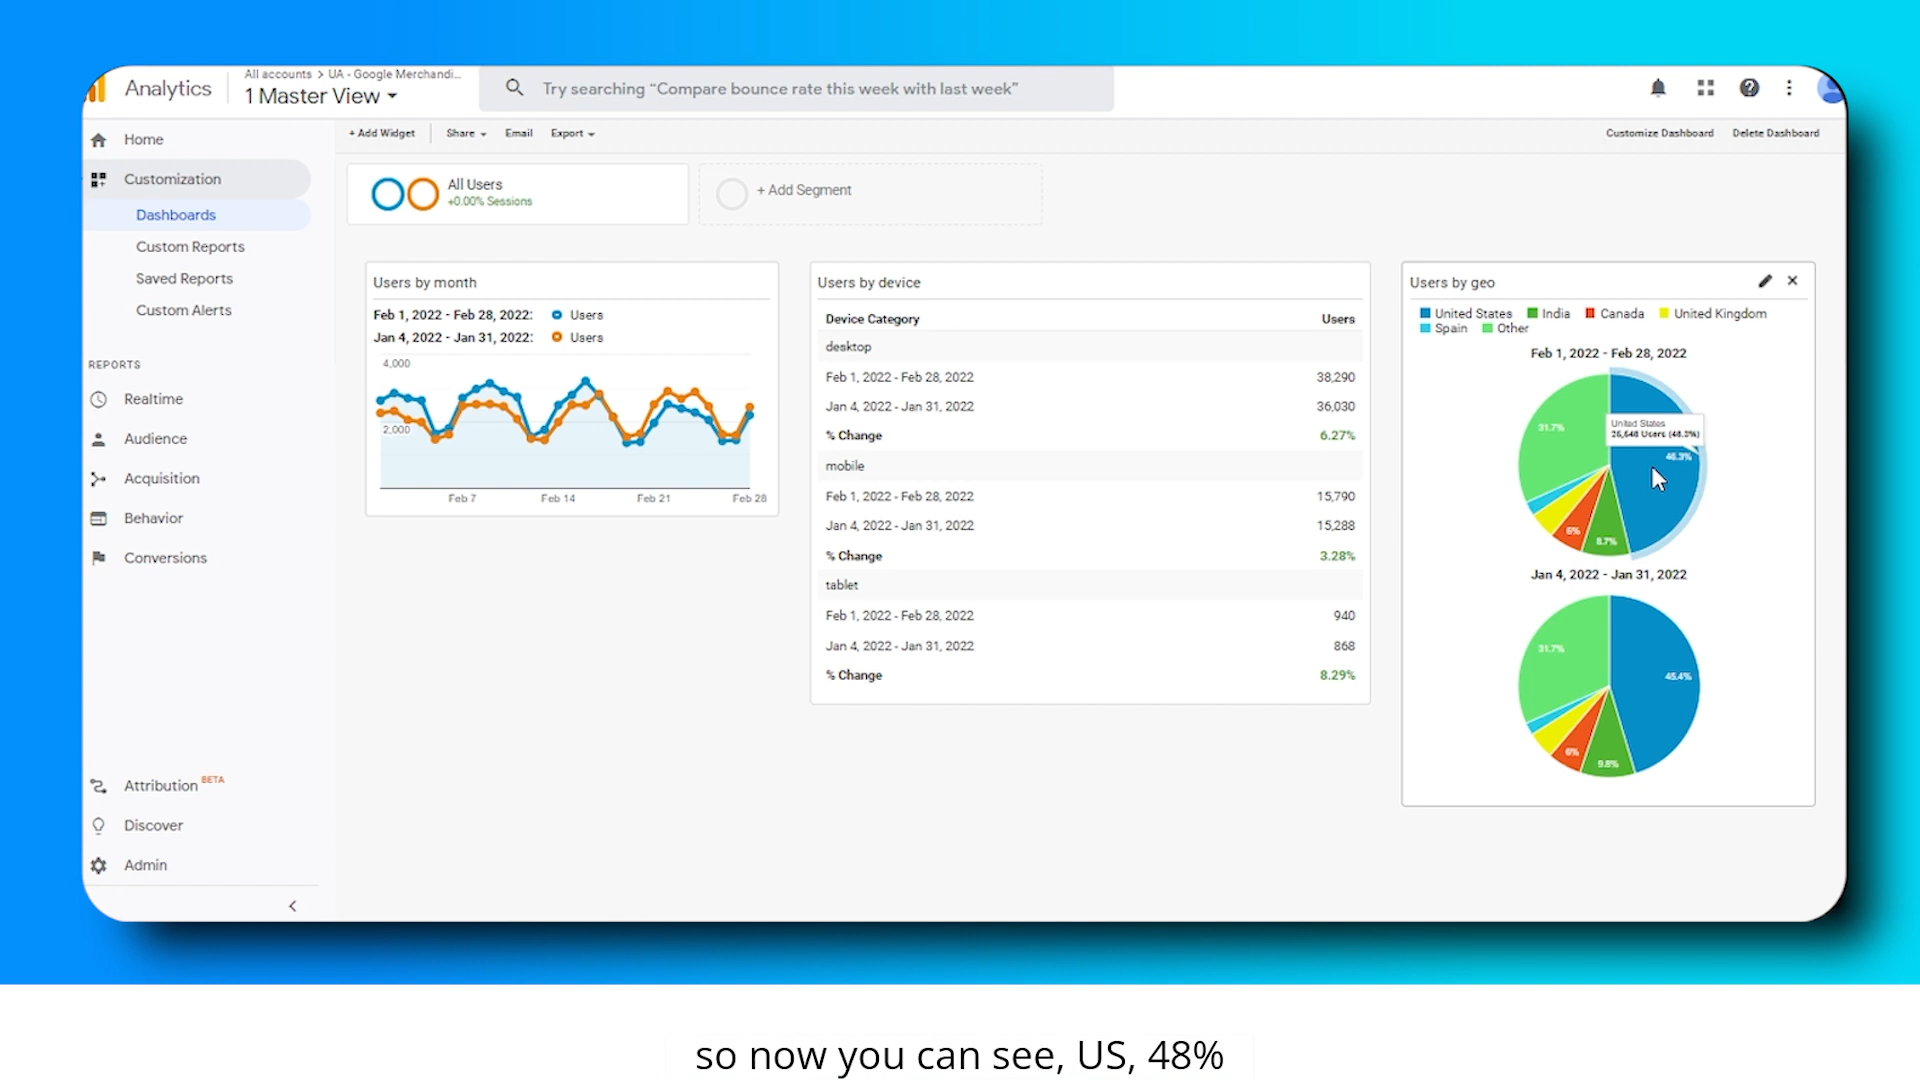 Analytics
All accounts > UA - Google Merchandi...
1 Master View
Try searching “Compare bounce rate this week with last week”
Home
Customization
Dashboards
Custom Reports
Saved Reports
Custom Alerts
REPORTS
Realtime
Audience
Acquisition
Behavior
Conversions
Attribution BETA
Discover
Admin
+ Add Widget
Share
Email
Export
Customize Dashboard
Delete Dashboard
All Users
+0.00% Sessions
+ Add Segment
Users by month
Feb 1, 2022 - Feb 28, 2022: Users
Jan 4, 2022 - Jan 31, 2022: Users
4,000
2,000
Feb 7 Feb 14 Feb 21 Feb 28
Users by device
Device Category Users
desktop
Feb 1, 2022 - Feb 28, 2022 38,290
Jan 4, 2022 - Jan 31, 2022 36,030
% Change 6.27%
mobile
Feb 1, 2022 - Feb 28, 2022 15,790
Jan 4, 2022 - Jan 31, 2022 15,288
% Change 3.28%
tablet
Feb 1, 2022 - Feb 28, 2022 940
Jan 4, 2022 - Jan 31, 2022 868
% Change 8.29%
Users by geo
United States India Canada United Kingdom
Spain Other
Feb 1, 2022 - Feb 28, 2022
31.7%
United States
Users
6%
8.7%
Jan 4, 2022 - Jan 31, 2022
31.7%
45.4%
6%
9.8%
so now you can see, US, 48%